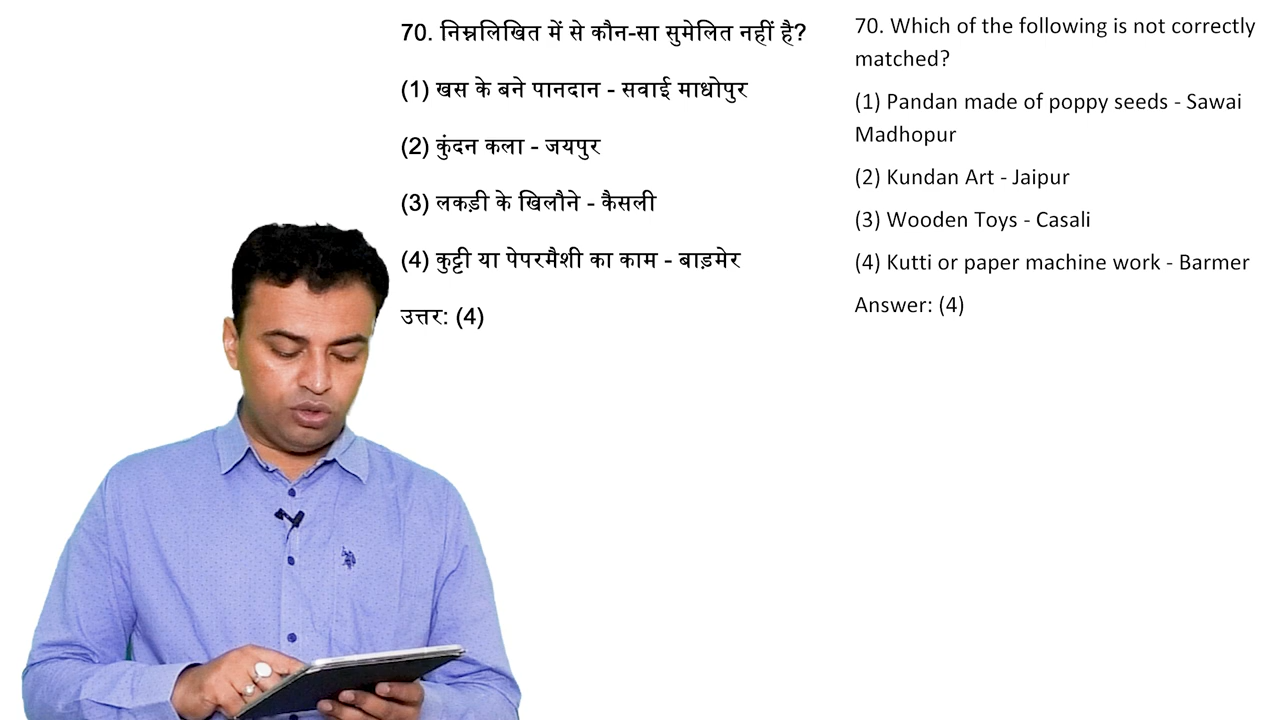 70. निम्नलिखित में से कौन-सा सुमेलित नहीं है?
(1) खस के बने पानदान - सवाई माधोपुर
(2) कुंदन कला - जयपुर
(3) लकड़ी के खिलौने - कैसली
(4) कुट्टी या पेपरमैशी का काम - बाड़मेर
उत्तर: (4)
70. Which of the following is not correctly
matched?
(1) Pandan made of poppy seeds - Sawai
Madhopur
(2) Kundan Art - Jaipur
(3) Wooden Toys - Casali
(4) Kutti or paper machine work - Barmer
Answer: (4)